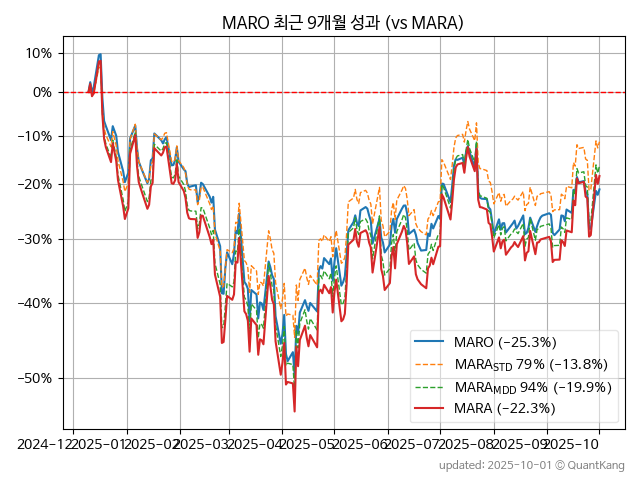 MARO 최근 9개월 성과 (vs MARA)
10%
0%
−10%
−20%
−30%
−40%
−50%
MARO (−25.3%)
MARA_STD 79% (−13.8%)
MARA_MDD 94% (−19.9%)
MARA (−22.3%)
2024−12 2025−01 2025−02 2025−03 2025−04 2025−05 2025−06 2025−07 2025−08 2025−09 2025−10
updated: 2025-10-01 © QuantKang